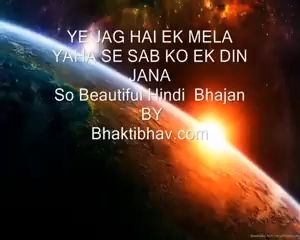 YE JAG HAI EK MELA
YAHA SE SAB KO EK DIN
JANA
So Beautiful Hindi  Bhajan
BY
Bhaktibhav.com